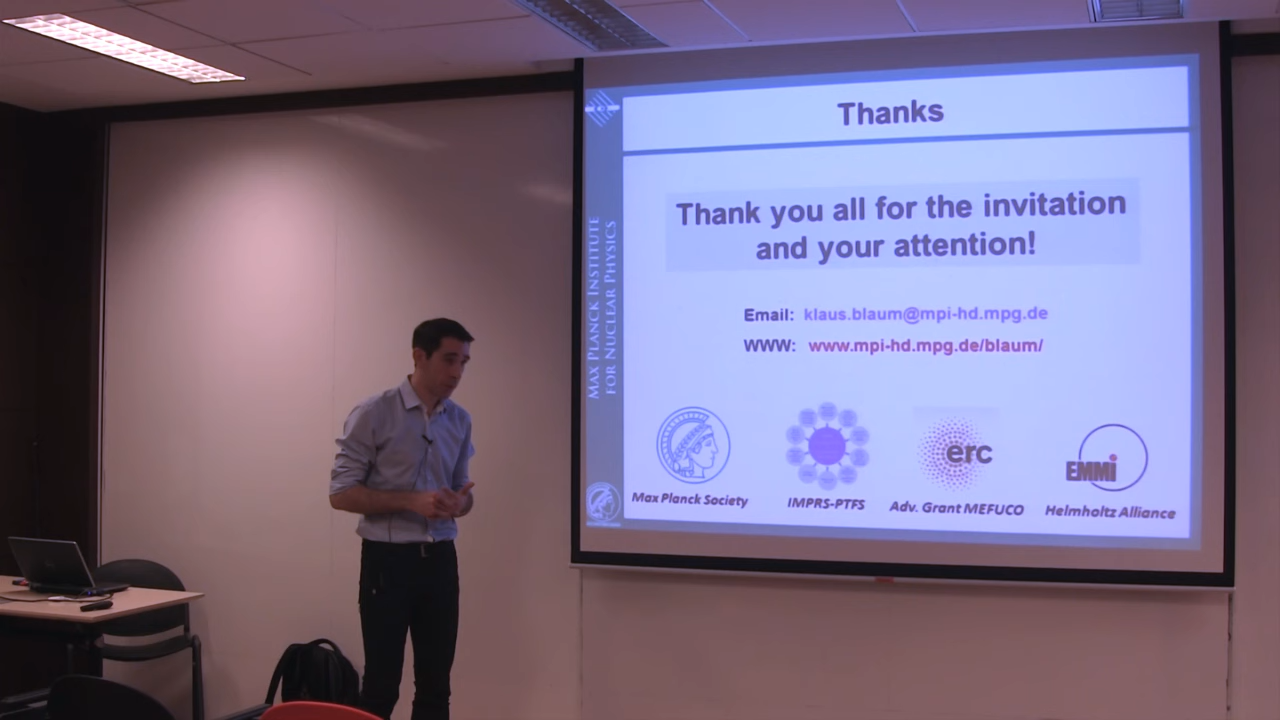 Thanks
Thank you all for the invitation
and your attention!
Email: klaus.blaum@mpi-hd.mpg.de
WWW: www.mpi-hd.mpg.de/blaum/
MAX PLANCK INSTITUTE
FOR NUCLEAR PHYSICS
erc
EMMI
Max Planck Society
IMPRS-PTFS
Adv. Grant MEFUCO
Helmholtz Alliance